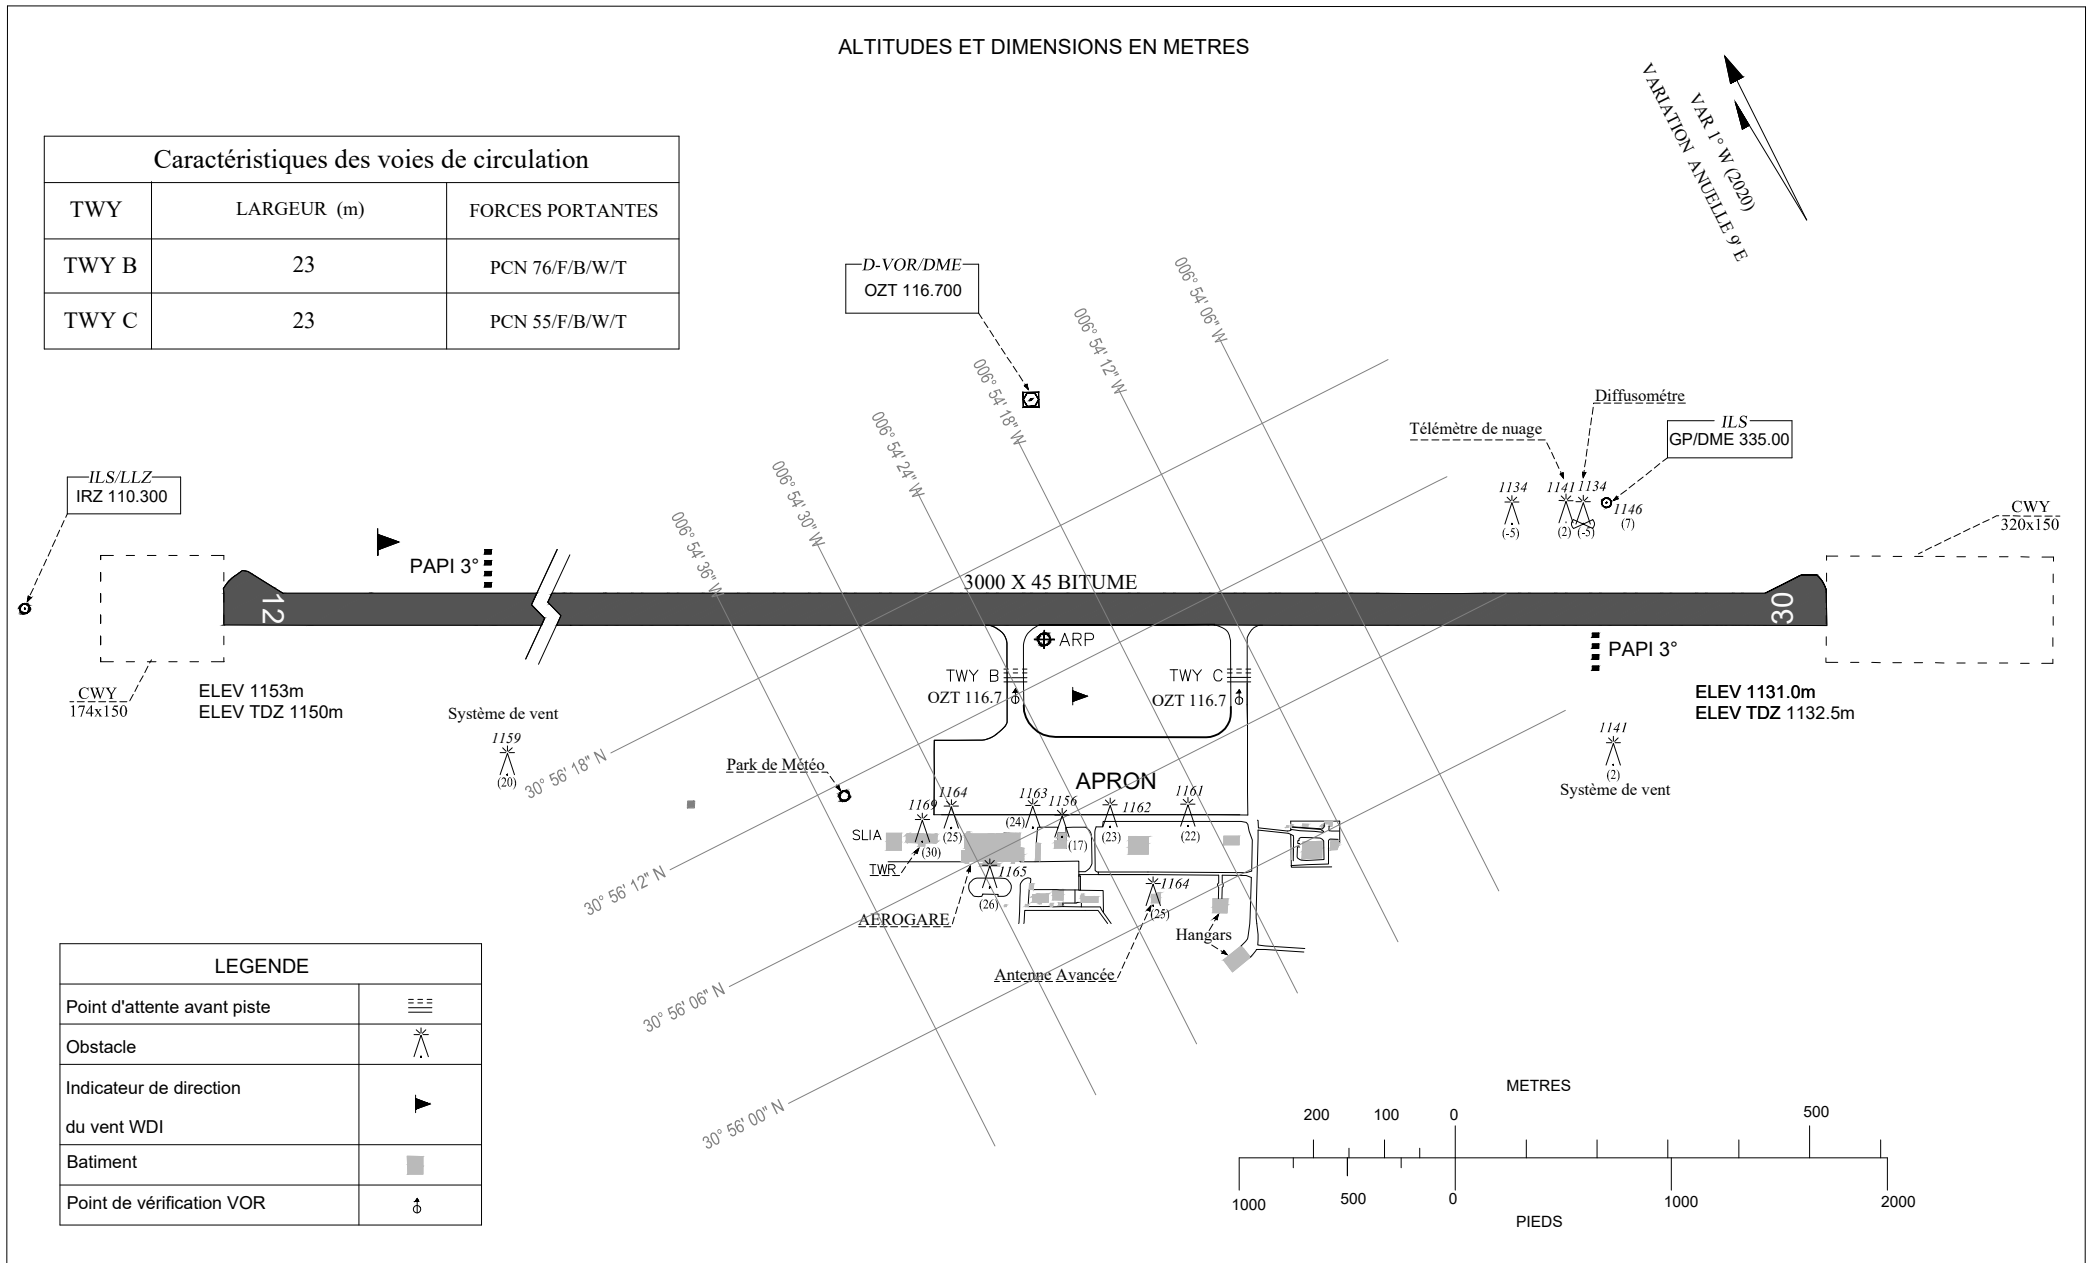 ALTITUDES ET DIMENSIONS EN METRES
VAR 1° W (2020)
VARIATION ANUELLE 9' E
Caractéristiques des voies de circulation
TWY LARGEUR (m) FORCES PORTANTES
TWY B 23 PCN 76/F/B/W/T
TWY C 23 PCN 55/F/B/W/T
D-VOR/DME
OZT 116.700
006° 54' 36" W
006° 54' 30" W
006° 54' 24" W
006° 54' 18" W
006° 54' 12" W
006° 54' 06" W
Diffusométre
Télémètre de nuage
ILS
GP/DME 335.00
1134
(-5)
1141
(2)
1134
(-5)
1146
(7)
CWY
320x150
ILS/LLZ
IRZ 110.300
PAPI 3°
3000 X 45 BITUME
12
30
ARP
PAPI 3°
CWY
174x150
ELEV 1153m
ELEV TDZ 1150m
TWY B
OZT 116.7
TWY C
OZT 116.7
ELEV 1131.0m
ELEV TDZ 1132.5m
Système de vent
1159
(20)
1141
(2)
Système de vent
Park de Météo
APRON
1169
(30)
1164
(25)
1163
(24)
1156
(17)
1162
(23)
1161
(22)
SLIA
TWR
1165
(26)
1164
(25)
AEROGARE
Hangars
Antenne Avancée
30° 56' 18" N
30° 56' 12" N
30° 56' 06" N
30° 56' 00" N
LEGENDE
Point d'attente avant piste
Obstacle
Indicateur de direction
du vent WDI
Batiment
Point de vérification VOR
METRES
200 100 0 500
1000 500 0 1000 2000
PIEDS